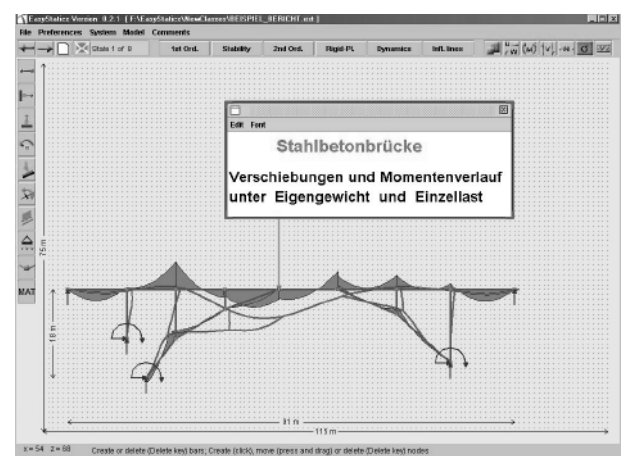 EasyStatics Version 0.2.1 [ F:\EasyStatics\NewClasses\BEISPIEL_BERICHT.est ]
File Preferences System Model Comments
State 1 of 0 1st Ord. Stability 2nd Ord. Rigid-Pl. Dynamics Infl. lines
Edit Font
Stahlbetonbrücke
Verschiebungen und Momentenverlauf
unter Eigengewicht und Einzellast
75 m
MAT
18 m
91 m
115 m
x = 54 z = 88 Create or delete (Delete key) bars; Create (click), move (press and drag) or delete (Delete key) nodes